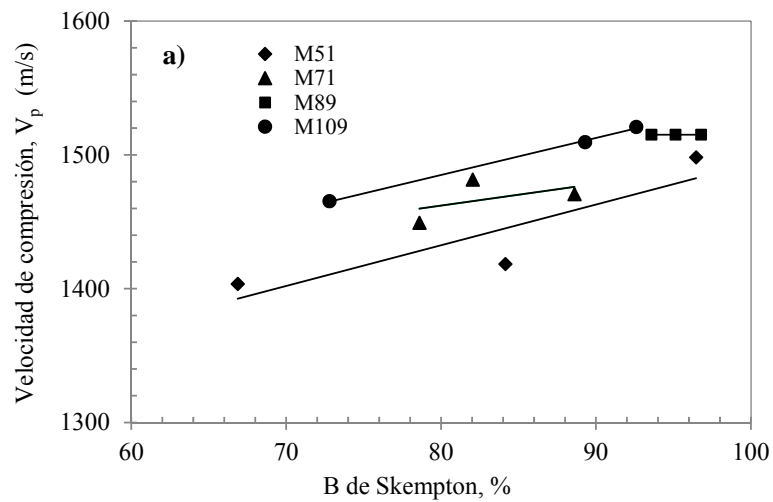 1600
a)
M51
M71
M89
M109
1500
1400
1300
60
70
80
90
100
B de Skempton, %
Velocidad de compresión, Vₚ (m/s)